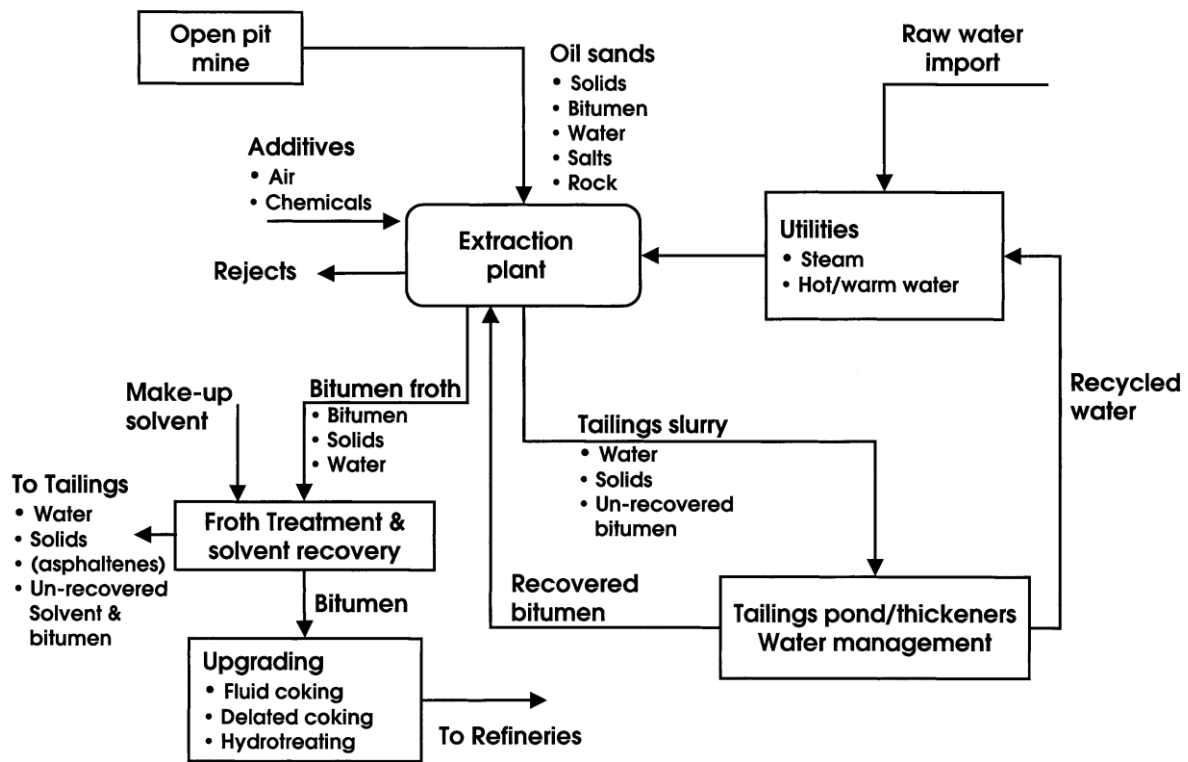 Open pit
mine
Oil sands
• Solids
• Bitumen
• Water
• Salts
• Rock
Raw water
import
Additives
• Air
• Chemicals
Extraction
plant
Utilities
• Steam
• Hot/warm water
Rejects
Make-up
solvent
Bitumen froth
• Bitumen
• Solids
• Water
Tailings slurry
• Water
• Solids
• Un-recovered
bitumen
Recycled
water
To Tailings
• Water
• Solids
• (asphaltenes)
• Un-recovered
Solvent &
bitumen
Froth Treatment &
solvent recovery
Recovered
bitumen
Tailings pond/thickeners
Water management
Bitumen
Upgrading
• Fluid coking
• Delated coking
• Hydrotreating
To Refineries